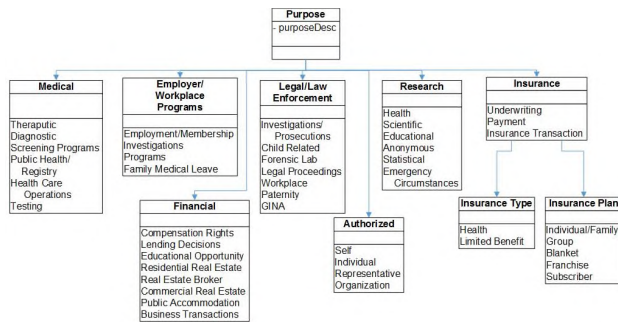 Purpose
- purposeDesc
Medical
Theraputic
Diagnostic
Screening Programs
Public Health/
Registry
Health Care
Operations
Testing
Employer/
Workplace
Programs
Employment/Membership
Investigations
Programs
Family Medical Leave
Legal/Law
Enforcement
Investigations/
Prosecutions
Child Related
Forensic Lab
Legal Proceedings
Workplace
Paternity
GINA
Research
Health
Scientific
Educational
Anonymous
Statistical
Emergency
Circumstances
Insurance
Underwriting
Payment
Insurance Transaction
Financial
Compensation Rights
Lending Decisions
Educational Opportunity
Residential Real Estate
Real Estate Broker
Commercial Real Estate
Public Accommodation
Business Transactions
Authorized
Self
Individual
Representative
Organization
Insurance Type
Health
Limited Benefit
Insurance Plan
Individual/Family
Group
Blanket
Franchise
Subscriber